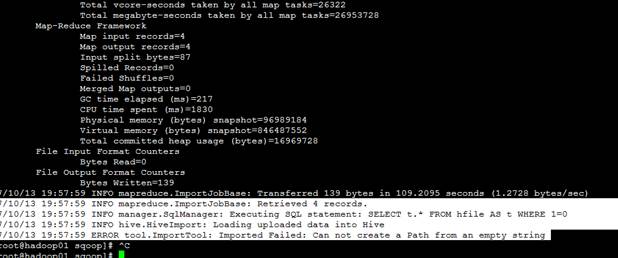 Total vcore-seconds taken by all map tasks=26322
Total megabyte-seconds taken by all map tasks=26953728
Map-Reduce Framework
Map input records=4
Map output records=4
Input split bytes=87
Spilled Records=0
Failed Shuffles=0
Merged Map outputs=0
GC time elapsed (ms)=217
CPU time spent (ms)=1830
Physical memory (bytes) snapshot=96989184
Virtual memory (bytes) snapshot=846487552
Total committed heap usage (bytes)=16969728
File Input Format Counters
Bytes Read=0
File Output Format Counters
Bytes Written=139
7/10/13 19:57:59 INFO mapreduce.ImportJobBase: Transferred 139 bytes in 109.2095 seconds (1.2728 bytes/sec)
7/10/13 19:57:59 INFO mapreduce.ImportJobBase: Retrieved 4 records.
7/10/13 19:57:59 INFO manager.SqlManager: Executing SQL statement: SELECT t.* FROM hfile AS t WHERE 1=0
7/10/13 19:57:59 INFO hive.HiveImport: Loading uploaded data into Hive
7/10/13 19:57:59 ERROR tool.ImportTool: Imported Failed: Can not create a Path from an empty string
root@hadoop01 sqoop]# ^C
root@hadoop01 sqoop]#